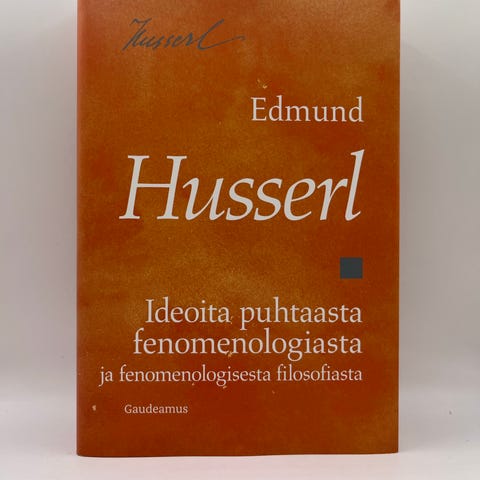 Husserl
Edmund
Husserl
Ideoita puhtaasta
fenomenologiasta
ja fenomenologisesta filosofiasta
Gaudeamus